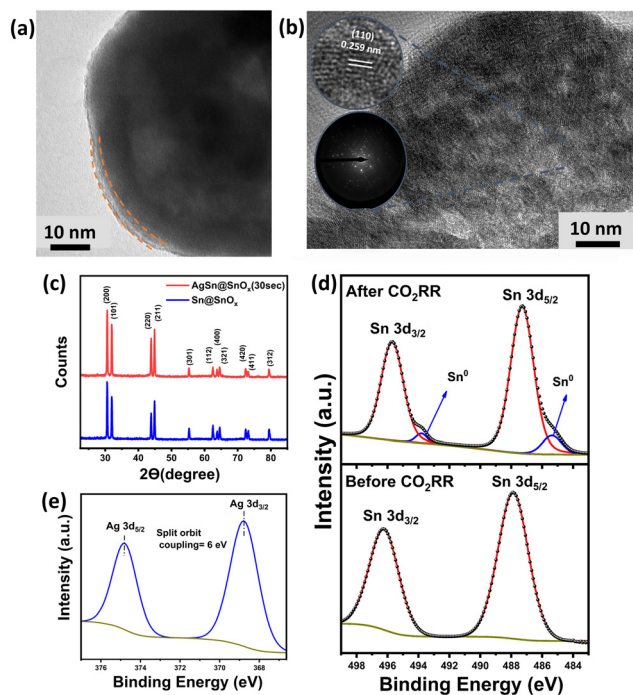 (a)
10 nm
(b)
(110)
0.259 nm
10 nm
(c)
AgSn@SnOₓ(30sec)
Sn@SnOₓ
(200)
(101)
(220)
(211)
(301)
(112)
(400)
(321)
(420)
(411)
(312)
Counts
30 40 50 60 70 80
2Θ(degree)
(d)
After CO₂RR
Sn 3d₅/₂
Sn 3d₃/₂
Sn⁰
Sn⁰
Before CO₂RR
Sn 3d₅/₂
Sn 3d₃/₂
Intensity (a.u.)
498 496 494 492 490 488 486 484
Binding Energy (eV)
(e)
Ag 3d₅/₂
Split orbit
coupling= 6 eV
Ag 3d₃/₂
Intensity (a.u.)
376 374 372 370 368
Binding Energy (eV)